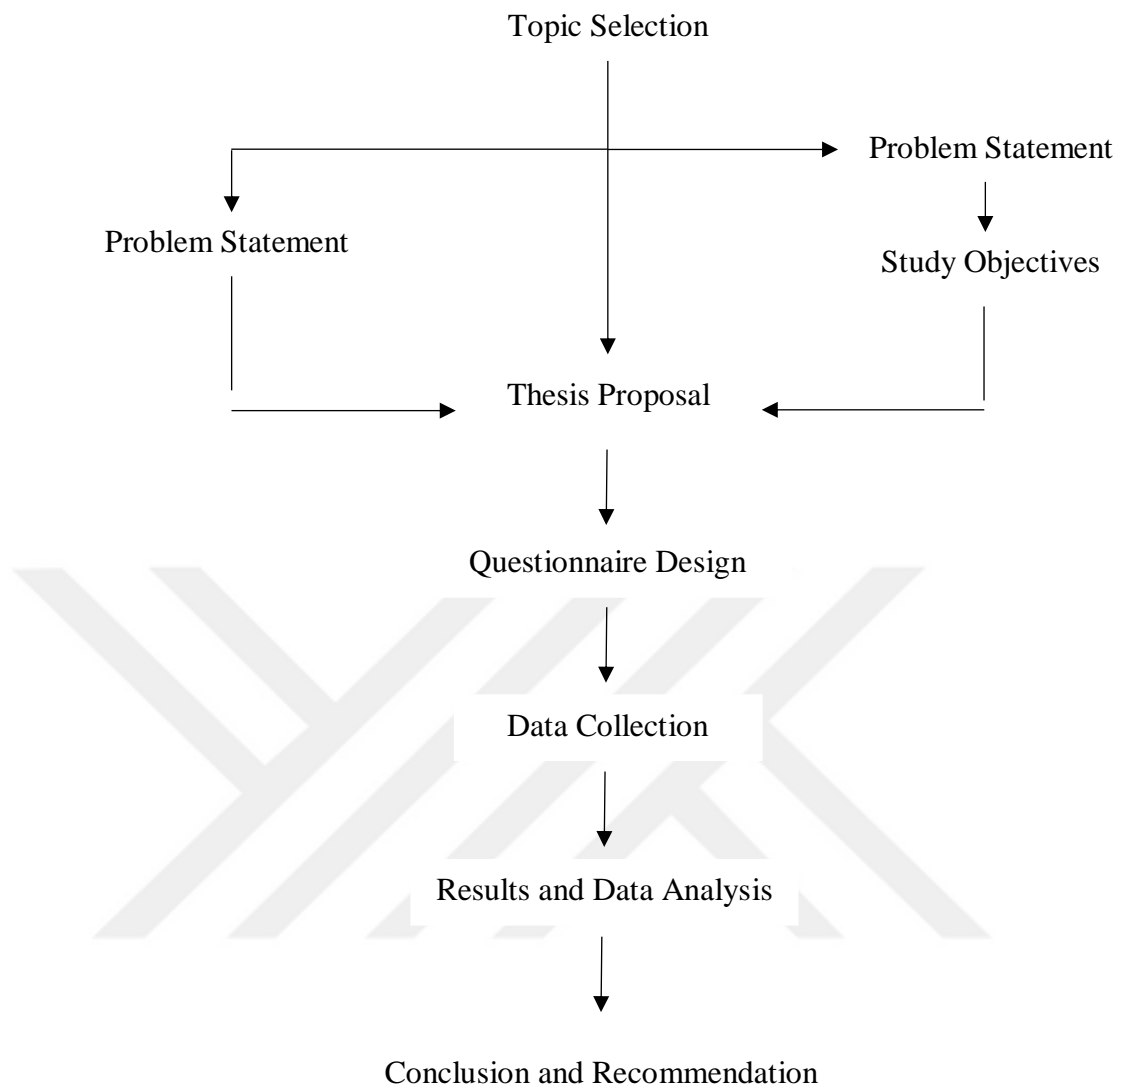 Topic Selection
Problem Statement
Problem Statement
Study Objectives
Thesis Proposal
Questionnaire Design
Data Collection
Results and Data Analysis
Conclusion and Recommendation